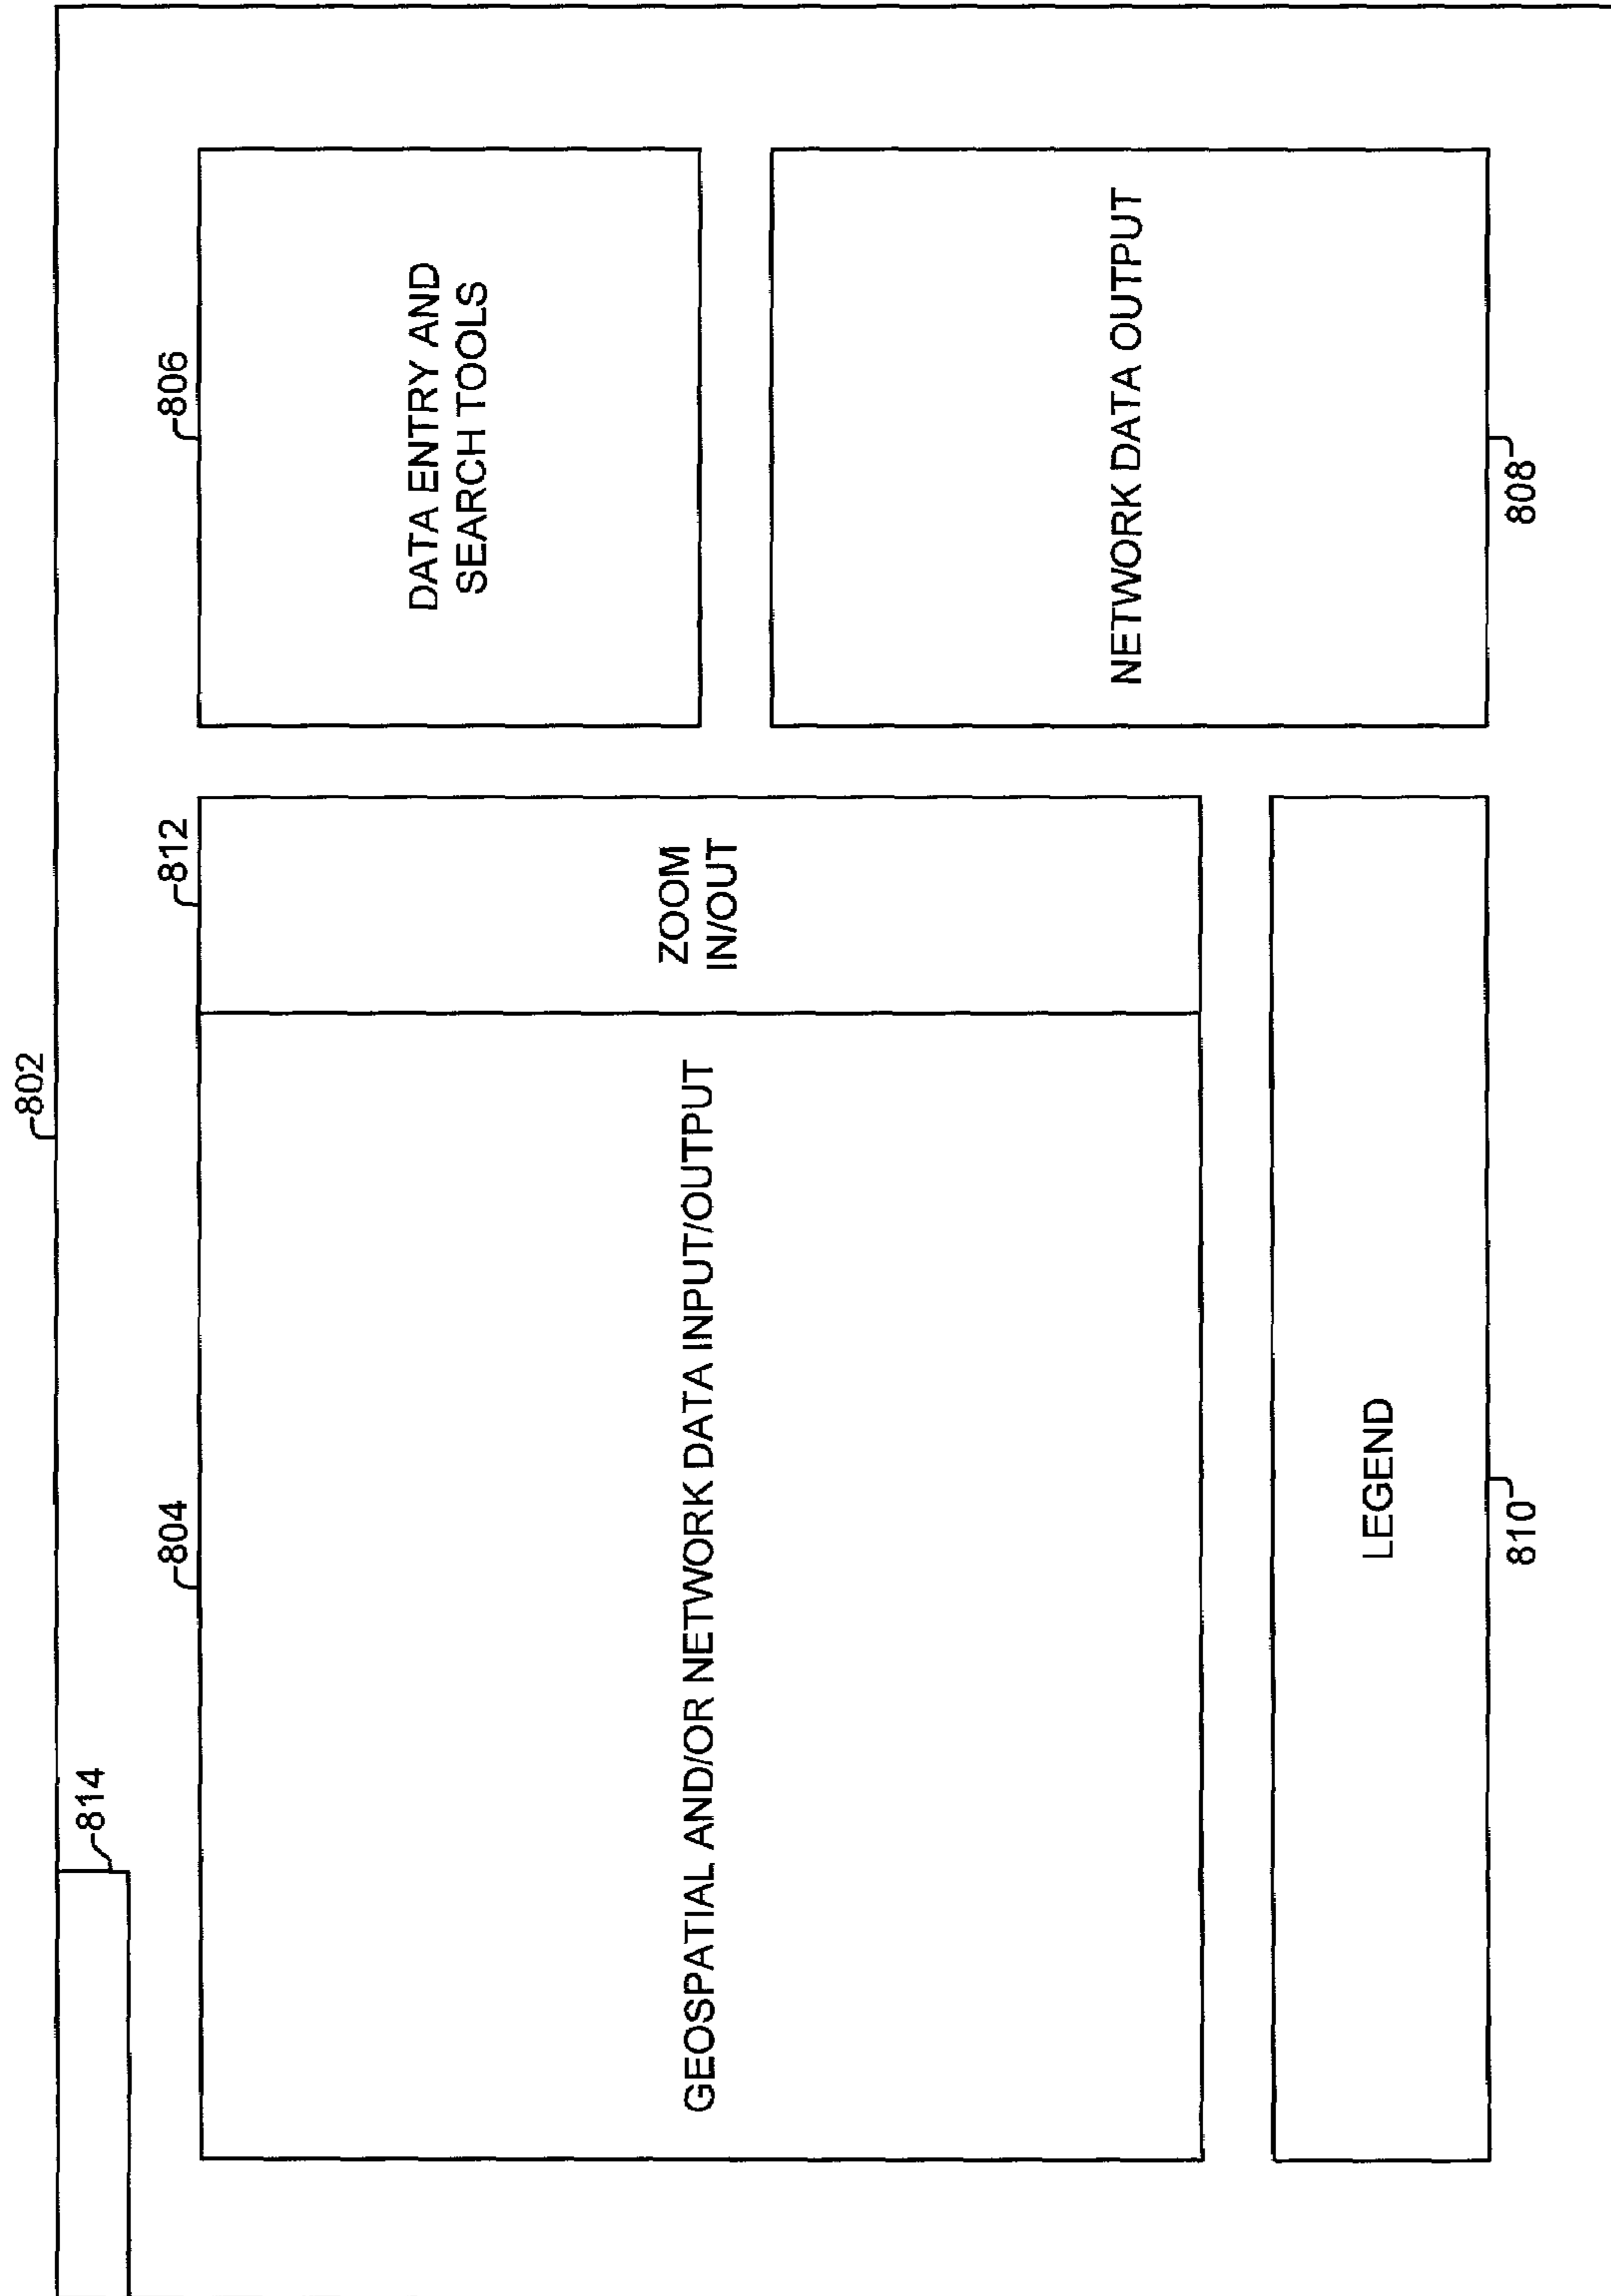 802
814
804
812
806
GEOSPATIAL AND/OR NETWORK DATA INPUT/OUTPUT
ZOOM
IN/OUT
DATA ENTRY AND
SEARCH TOOLS
NETWORK DATA OUTPUT
LEGEND
810
808